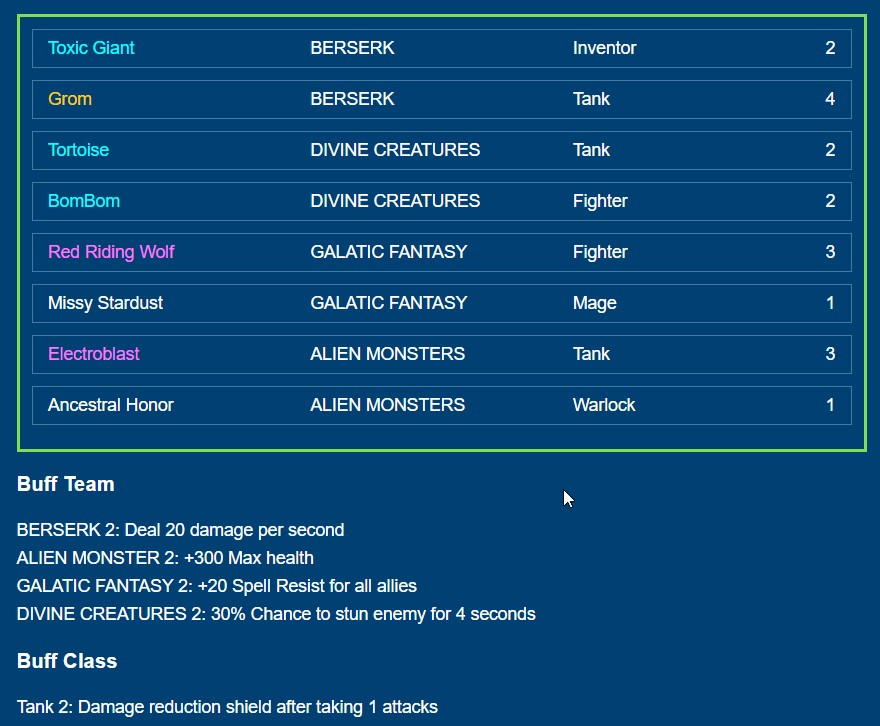 Toxic Giant BERSERK Inventor 2
Grom BERSERK Tank 4
Tortoise DIVINE CREATURES Tank 2
BomBom DIVINE CREATURES Fighter 2
Red Riding Wolf GALATIC FANTASY Fighter 3
Missy Stardust GALATIC FANTASY Mage 1
Electroblast ALIEN MONSTERS Tank 3
Ancestral Honor ALIEN MONSTERS Warlock 1
Buff Team
BERSERK 2: Deal 20 damage per second
ALIEN MONSTER 2: +300 Max health
GALATIC FANTASY 2: +20 Spell Resist for all allies
DIVINE CREATURES 2: 30% Chance to stun enemy for 4 seconds
Buff Class
Tank 2: Damage reduction shield after taking 1 attacks